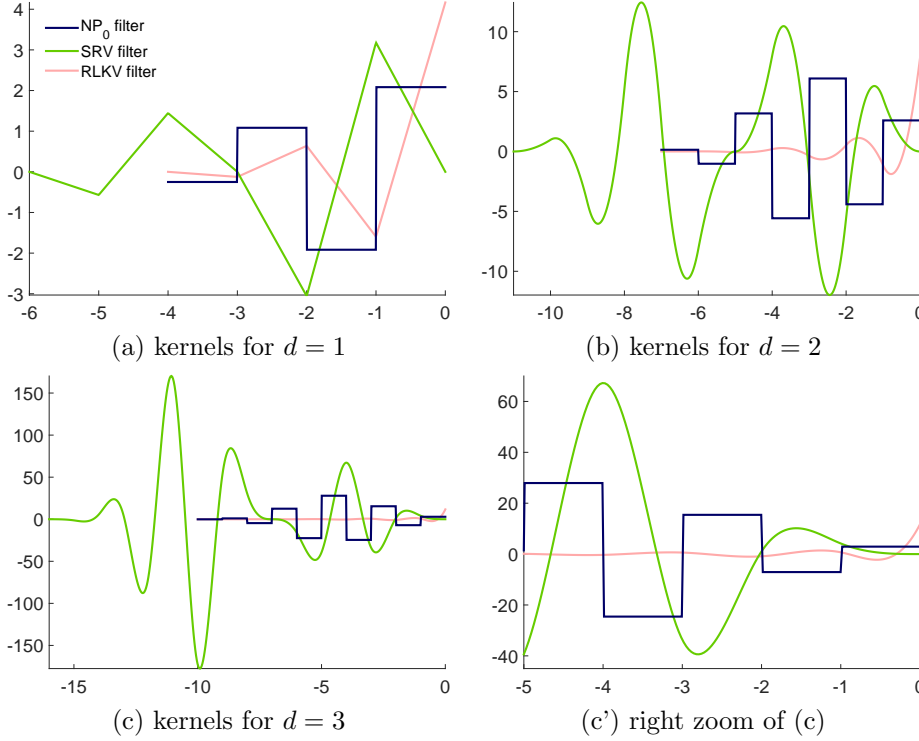 4
3
2
1
0
-1
-2
-3
-6 -5 -4 -3 -2 -1 0
NP0 filter
SRV filter
RLKV filter
(a) kernels for d = 1
10
5
0
-5
-10
-10 -8 -6 -4 -2 0
(b) kernels for d = 2
150
100
50
0
-50
-100
-150
-15 -10 -5 0
(c) kernels for d = 3
60
40
20
0
-20
-40
-5 -4 -3 -2 -1 0
(c') right zoom of (c)